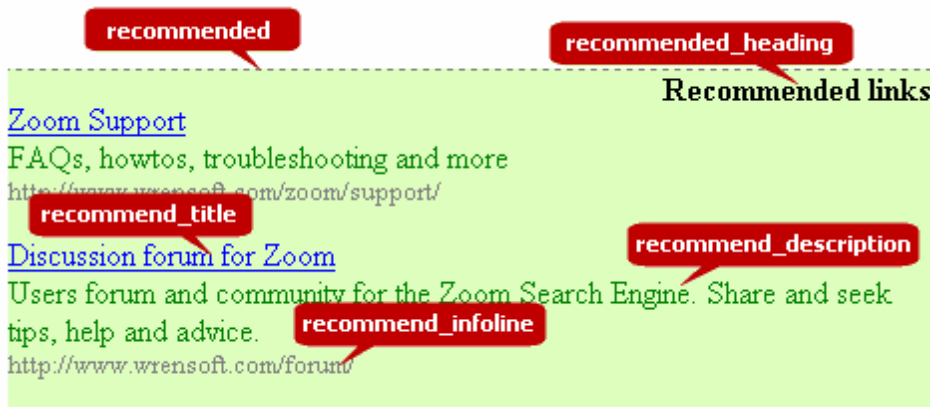 recommended
recommended_heading
Recommended links
Zoom Support
FAQs, howtos, troubleshooting and more
http://www.wrensoft.com/zoom/support/
recommend_title
Discussion forum for Zoom
recommend_description
Users forum and community for the Zoom Search Engine. Share and seek
tips, help and advice.
recommend_infoline
http://www.wrensoft.com/forum/